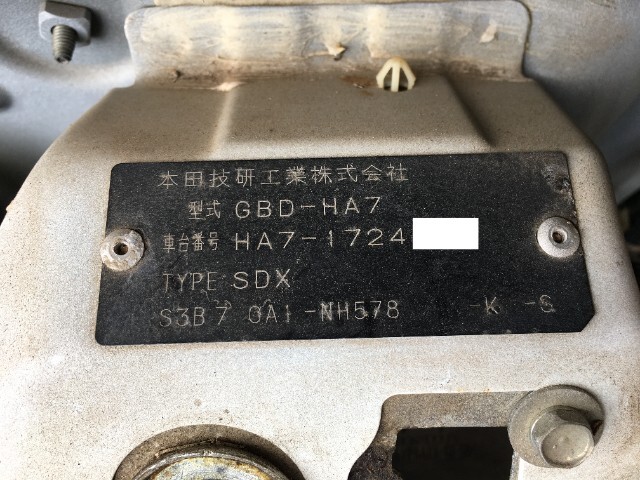 本田技研工業株式会社
型式 GBD-HA7
車台番号 HA7-1724
TYPE SDX
S3B7 0A1-NH578 -K -S